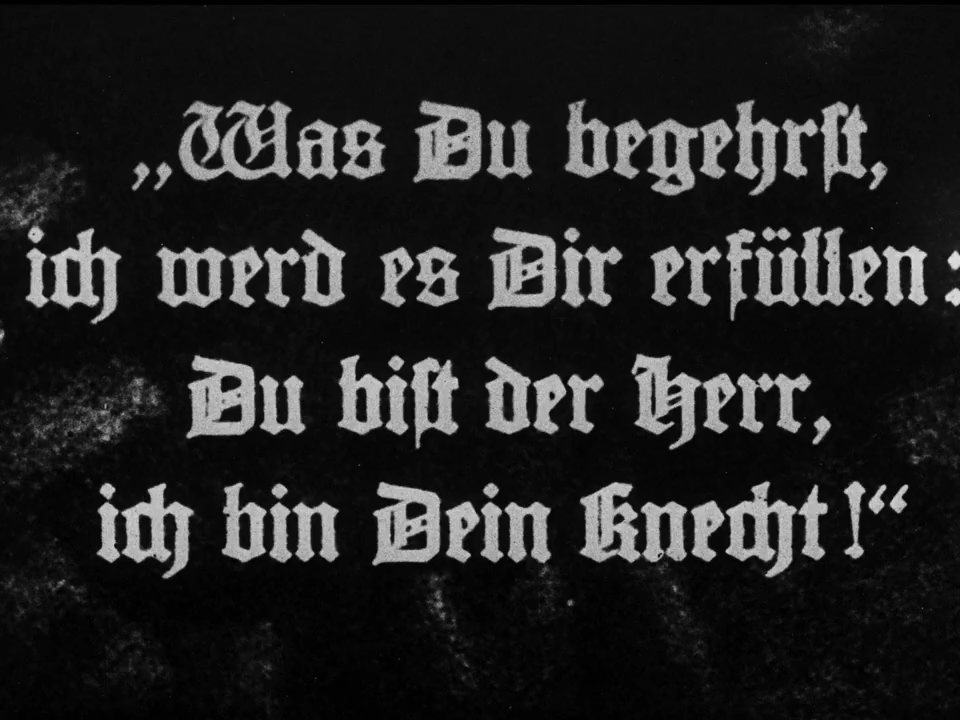 „Was Du begehrſt,
ich werd es Dir erfüllen:
Du biſt der Herr,
ich bin Dein Knecht!“